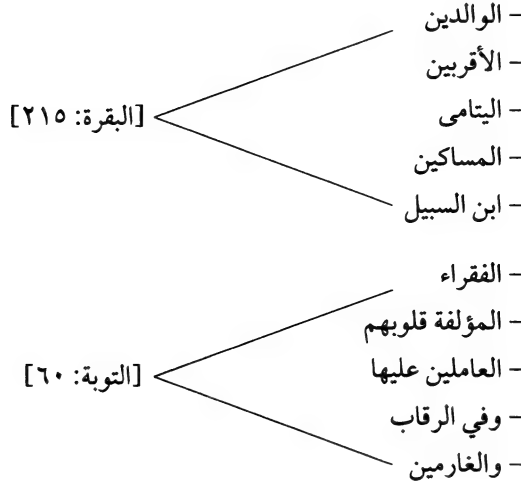 - الوالدين
- الأقربين
[البقرة: ٢١٥]
- اليتامى
- المساكين
- ابن السبيل
- الفقراء
- المؤلفة قلوبهم
[التوبة: ٦٠]
- العاملين عليها
- وفي الرقاب
- والغارمين